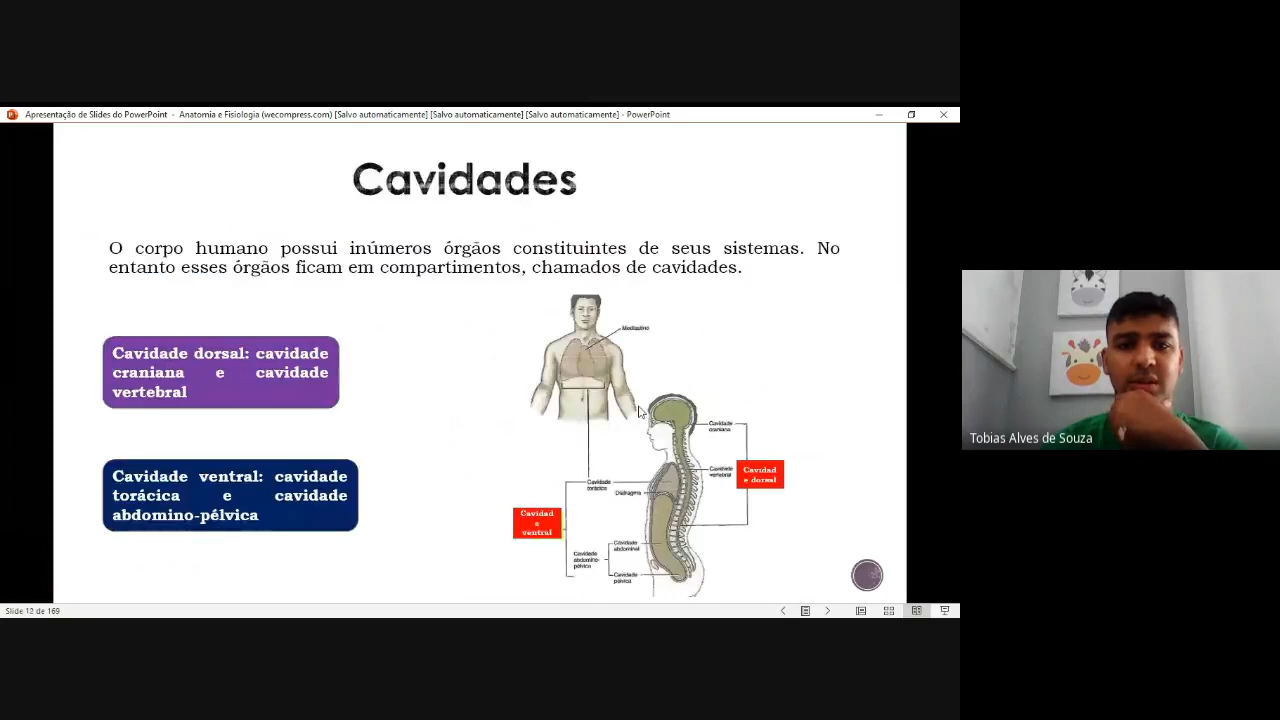 Apresentação de Slides do PowerPoint - Anatomia e Fisiologia (wecompress.com) [Salvo automaticamente] [Salvo automaticamente] [Salvo automaticamente] - PowerPoint
Cavidades
O corpo humano possui inúmeros órgãos constituintes de seus sistemas. No
entanto esses órgãos ficam em compartimentos, chamados de cavidades.
Cavidade dorsal: cavidade
craniana e cavidade
vertebral
Cavidade ventral: cavidade
torácica e cavidade
abdomino-pélvica
Mediastino
Cavidade
craniana
Cavidade
vertebral
Cavidad
e dorsal
Cavidade
torácica
Diafragma
Cavidad
e
ventral
Cavidade
abdomino-
pélvica
Cavidade
abdominal
Cavidade
pélvica
Tobias Alves de Souza
Slide 12 de 169